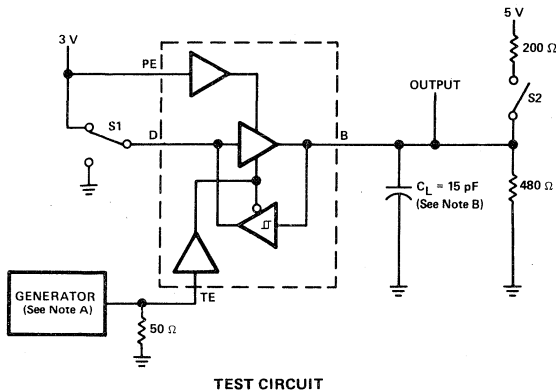 5 V
3 V
200 Ω
PE
OUTPUT
S2
S1
D
B
C_L = 15 pF
(See Note B)
480 Ω
GENERATOR
(See Note A)
TE
50 Ω
TEST CIRCUIT